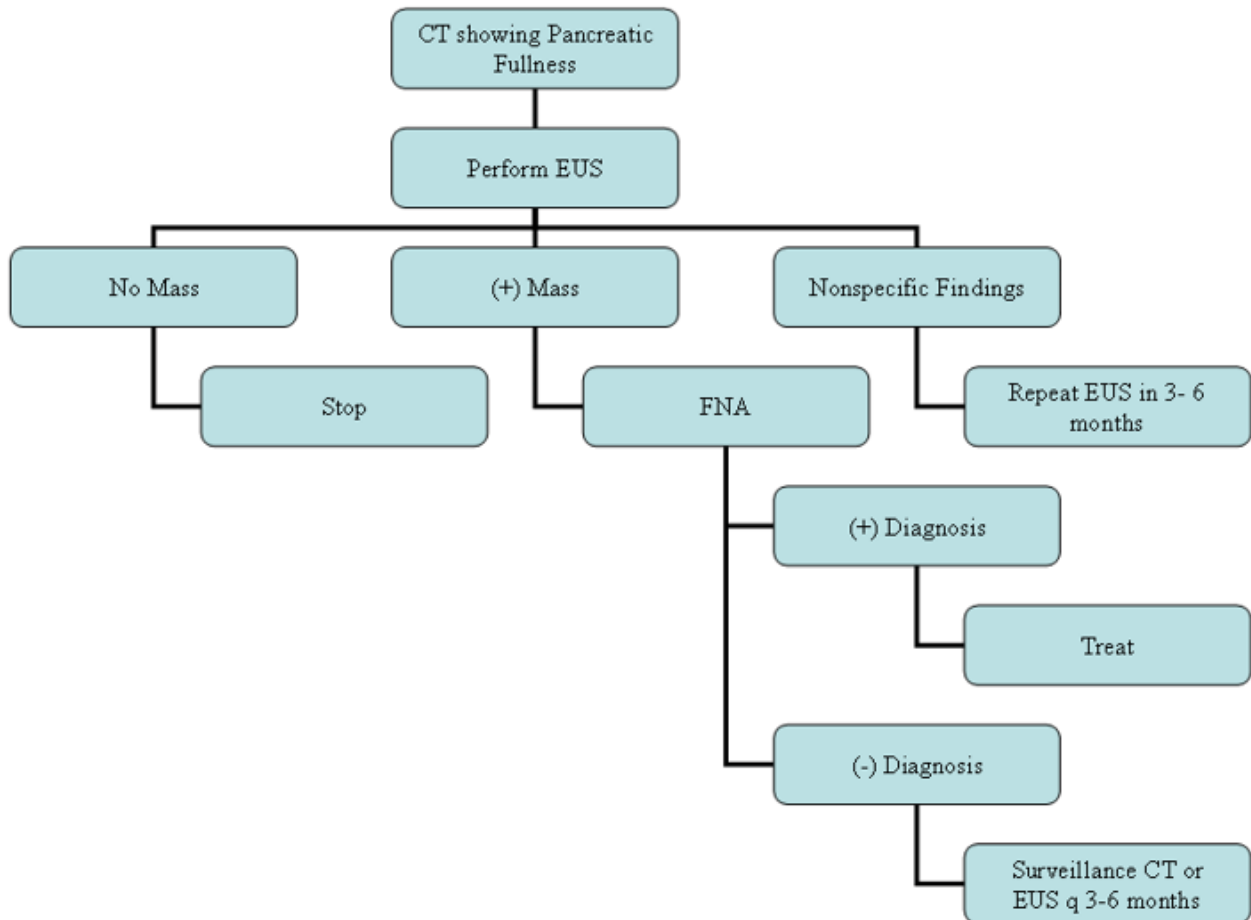 CT showing Pancreatic
Fullness
Perform EUS
No Mass
(+) Mass
Nonspecific Findings
Stop
FNA
Repeat EUS in 3- 6
months
(+) Diagnosis
Treat
(-) Diagnosis
Surveillance CT or
EUS q 3-6 months